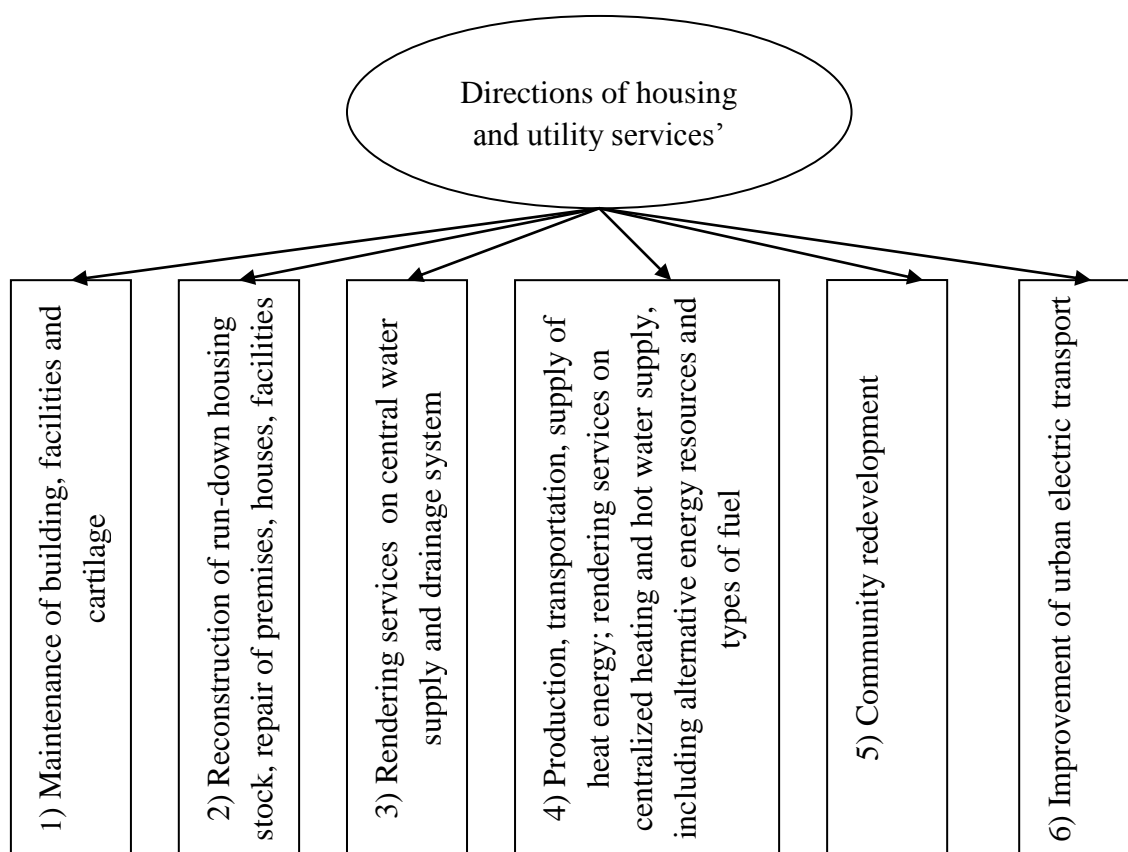 Directions of housing
and utility services’
1) Maintenance of building, facilities and
cartilage
2) Reconstruction of run-down housing
stock, repair of premises, houses, facilities
3) Rendering services on central water
supply and drainage system
4) Production, transportation, supply of
heat energy; rendering services on
centralized heating and hot water supply,
including alternative energy resources and
types of fuel
5) Community redevelopment
6) Improvement of urban electric transport